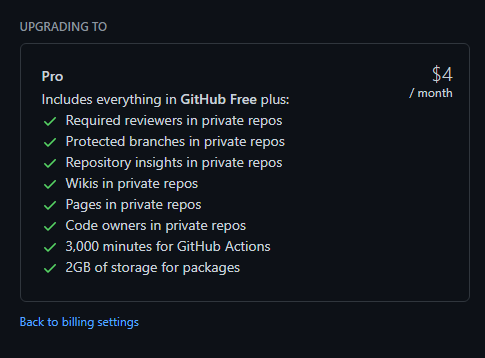 UPGRADING TO
Pro
$4
/ month
Includes everything in GitHub Free plus:
Required reviewers in private repos
Protected branches in private repos
Repository insights in private repos
Wikis in private repos
Pages in private repos
Code owners in private repos
3,000 minutes for GitHub Actions
2GB of storage for packages
Back to billing settings